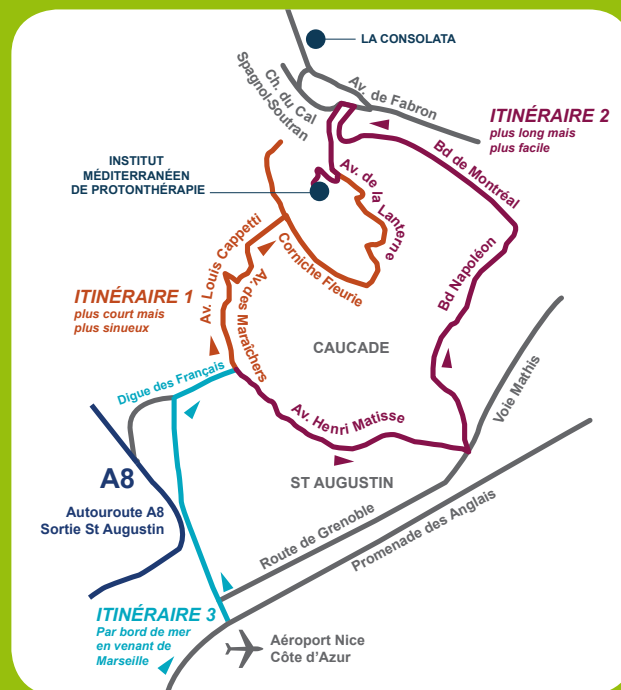 LA CONSOLATA
Av. de Fabron
Ch. du Cal
Spagnol-Soutran
ITINÉRAIRE 2
plus long mais
plus facile
Bd de Montréal
INSTITUT
MÉDITERRANÉEN
DE PROTONTHÉRAPIE
Av. de la Lanterne
Av. Louis Cappetti
Corniche Fleurie
Bd Napoléon
ITINÉRAIRE 1
plus court mais
plus sinueux
Av. des Maraîchers
CAUCADE
Voie Mathis
Digue des Français
Av. Henri Matisse
A8
ST AUGUSTIN
Autouroute A8
Sortie St Augustin
Route de Grenoble
Promenade des Anglais
ITINÉRAIRE 3
Par bord de mer
en venant de
Marseille
Aéroport Nice
Côte d'Azur